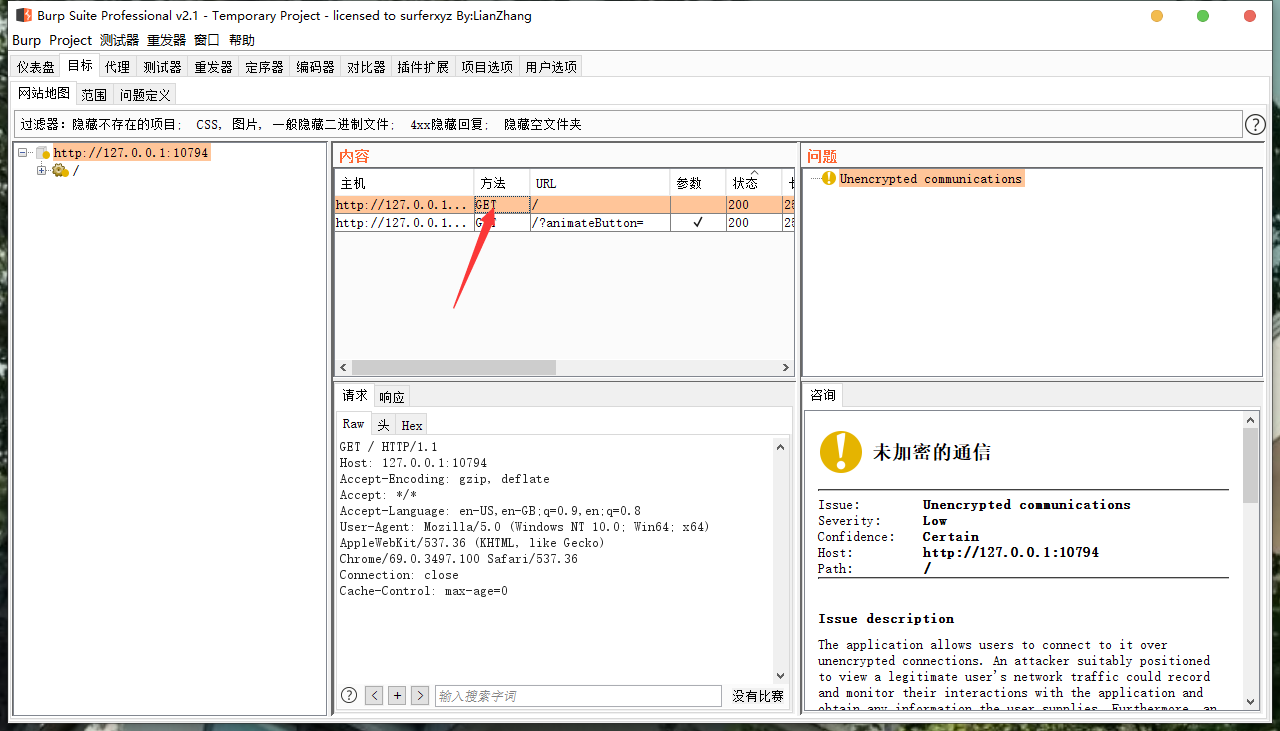 Burp Suite Professional v2.1 - Temporary Project - licensed to surferxyz By:LianZhang
Burp Project 测试器 重发器 窗口 帮助
仪表盘 目标 代理 测试器 重发器 定序器 编码器 对比器 插件扩展 项目选项 用户选项
网站地图 范围 问题定义
过滤器: 隐藏不存在的项目; CSS, 图片, 一般隐藏二进制文件; 4xx隐藏回复; 隐藏空文件夹
http://127.0.0.1:10794
/
内容
主机 方法 URL 参数 状态
http://127.0.0.1... GET / 200
http://127.0.0.1... GET /?animateButton= ✓ 200
请求 响应
Raw 头 Hex
GET / HTTP/1.1
Host: 127.0.0.1:10794
Accept-Encoding: gzip, deflate
Accept: */*
Accept-Language: en-US,en-GB;q=0.9,en;q=0.8
User-Agent: Mozilla/5.0 (Windows NT 10.0; Win64; x64)
AppleWebKit/537.36 (KHTML, like Gecko)
Chrome/69.0.3497.100 Safari/537.36
Connection: close
Cache-Control: max-age=0
? < + > 输入搜索字词 没有比赛
问题
Unencrypted communications
咨询
未加密的通信
Issue: Unencrypted communications
Severity: Low
Confidence: Certain
Host: http://127.0.0.1:10794
Path: /
Issue description
The application allows users to connect to it over
unencrypted connections. An attacker suitably positioned
to view a legitimate user's network traffic could record
and monitor their interactions with the application and
obtain any information the user supplies. Furthermore, an